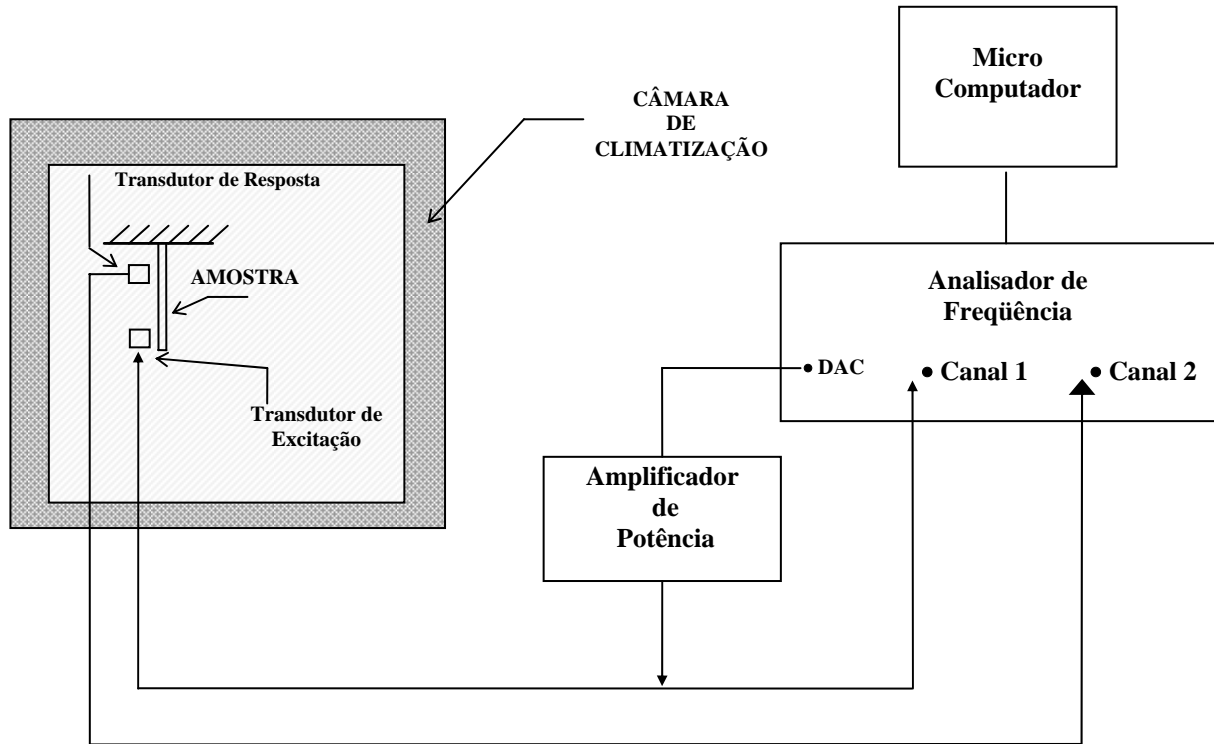 Micro
Computador
CÂMARA
DE
CLIMATIZAÇÃO
Transdutor de Resposta
AMOSTRA
Transdutor de
Excitação
Analisador de
Freqüência
DAC
Canal 1
Canal 2
Amplificador
de
Potência